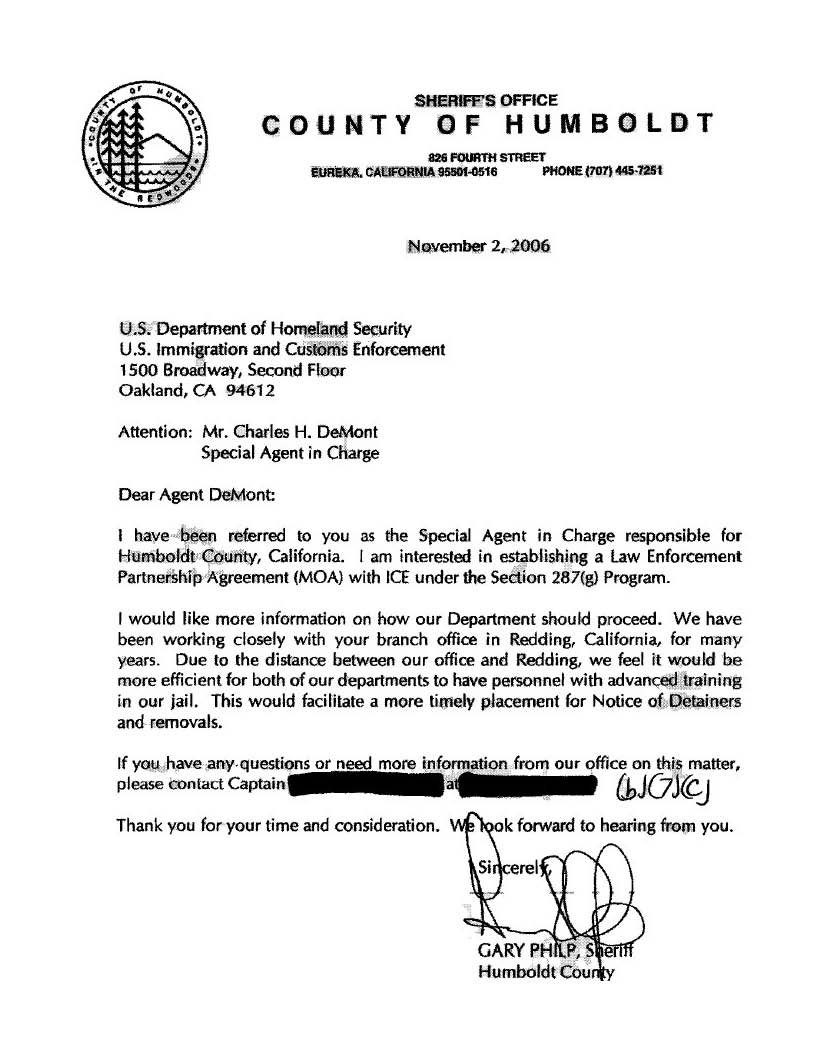 COUNTY OF HUMBOLDT
IN THE REDWOODS
SHERIFF'S OFFICE
COUNTY OF HUMBOLDT
826 FOURTH STREET
EUREKA, CALIFORNIA 95501-0516 PHONE (707) 445-7251
November 2, 2006
U.S. Department of Homeland Security
U.S. Immigration and Customs Enforcement
1500 Broadway, Second Floor
Oakland, CA 94612
Attention: Mr. Charles H. DeMont
Special Agent in Charge
Dear Agent DeMont:
I have been referred to you as the Special Agent in Charge responsible for
Humboldt County, California. I am interested in establishing a Law Enforcement
Partnership Agreement (MOA) with ICE under the Section 287(g) Program.
I would like more information on how our Department should proceed. We have
been working closely with your branch office in Redding, California, for many
years. Due to the distance between our office and Redding, we feel it would be
more efficient for both of our departments to have personnel with advanced training
in our jail. This would facilitate a more timely placement for Notice of Detainers
and removals.
If you have any questions or need more information from our office on this matter,
please contact Captain at (b)(7)(C)
Thank you for your time and consideration. We look forward to hearing from you.
Sincerely,
GARY PHILP, Sheriff
Humboldt County